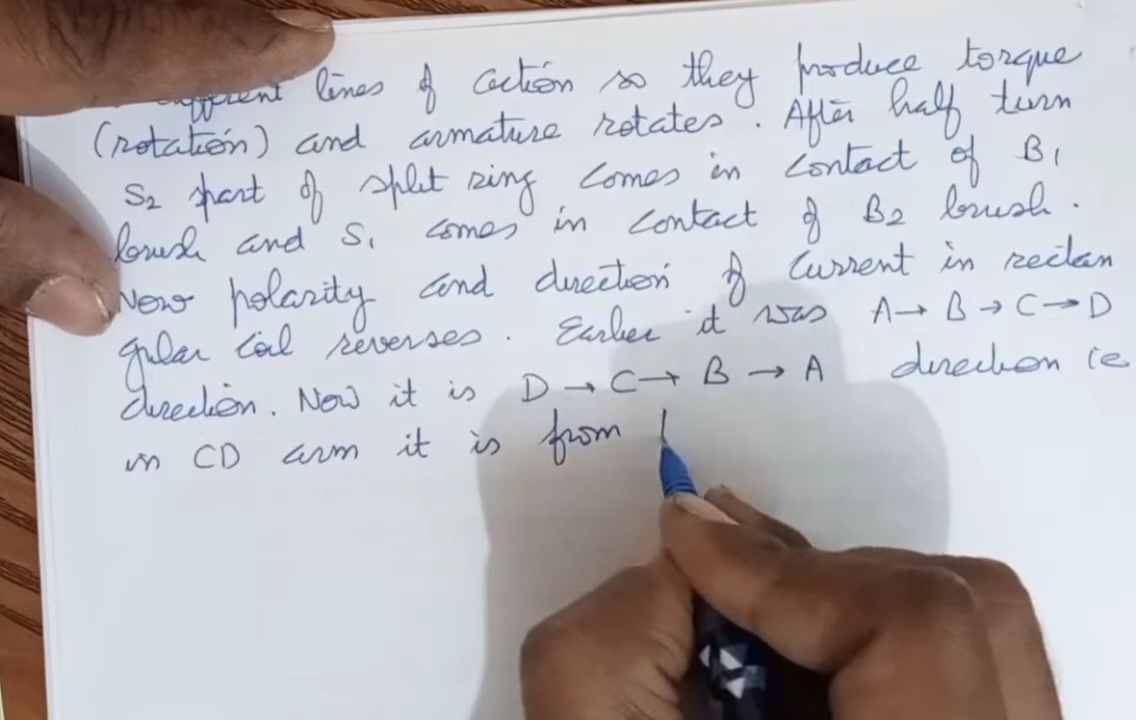 different lines of action so they produce torque
(rotation) and armature rotates. After half turn
S2 part of split ring comes in contact of B1
brush and S1 comes in contact of B2 brush.
Now polarity and direction of current in rectan
gular coil reverses. Earlier it was A→ B → C → D
direction. Now it is D → C → B → A direction ie
in CD arm it is from